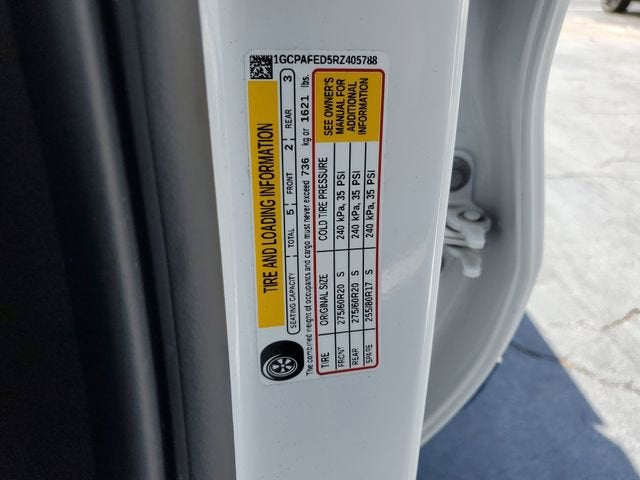 1GCPAFED5RZ405788
TIRE AND LOADING INFORMATION
SEATING CAPACITY TOTAL 5 FRONT 2 REAR 3
The combined weight of occupants and cargo must never exceed 736 kg or 1621 lbs.
TIRE ORIGINAL SIZE COLD TIRE PRESSURE
FRONT 275/60R20 S 240 kPa, 35 PSI
REAR 275/60R20 S 240 kPa, 35 PSI
SPARE 255/80R17 S 240 kPa, 35 PSI
SEE OWNER'S
MANUAL FOR
ADDITIONAL
INFORMATION